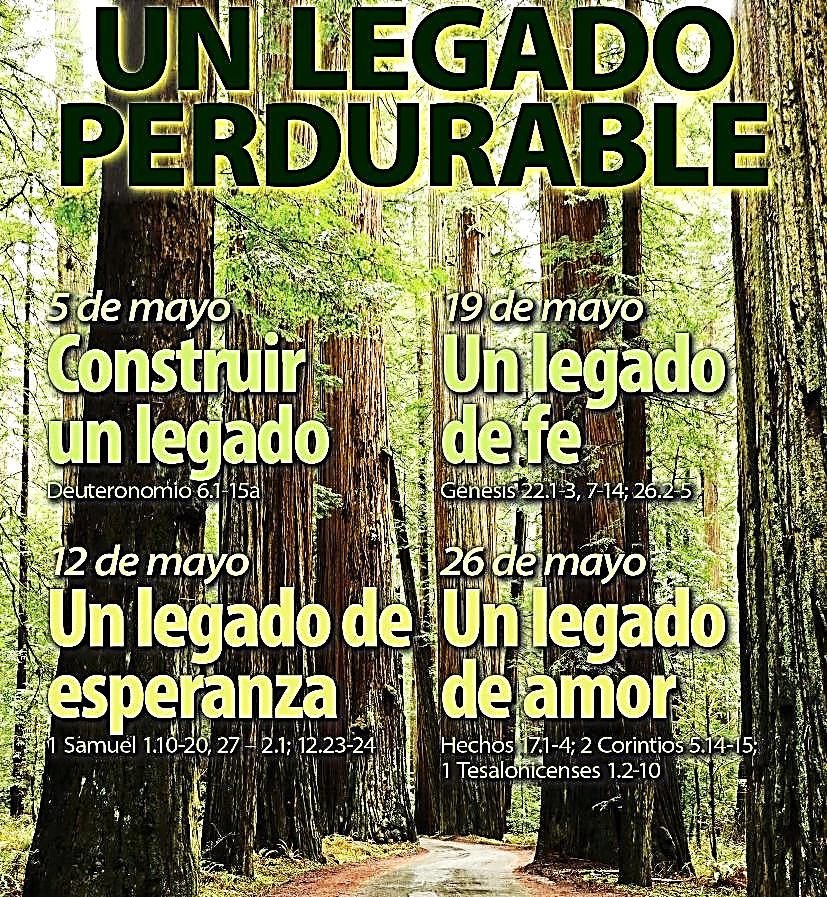 UN LEGADO
PERDURABLE
5 de mayo
Construir
un legado
Deuteronomio 6.1-15a
12 de mayo
Un legado de
esperanza
1 Samuel 1.10-20, 27 – 2.1; 12.23-24
19 de mayo
Un legado
de fe
Génesis 22.1-3, 7-14; 26.2-5
26 de mayo
Un legado
de amor
Hechos 17.1-4; 2 Corintios 5.14-15;
1 Tesalonicenses 1.2-10